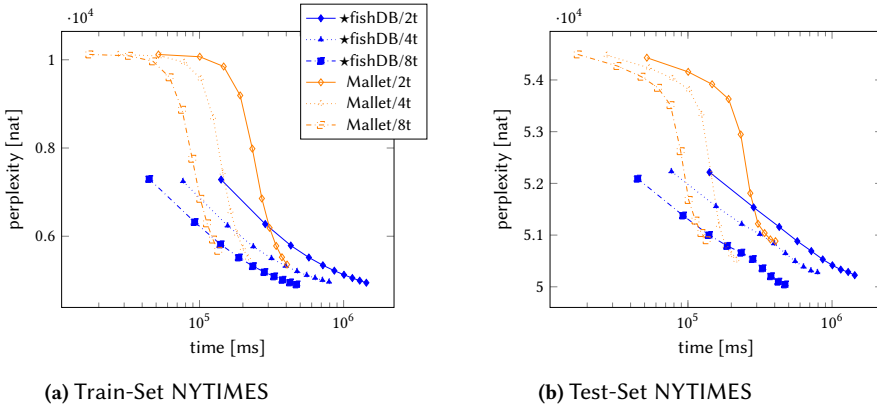 ·10⁴
1
0.8
0.6
perplexity [nat]
10⁵
10⁶
time [ms]
★fishDB/2t
★fishDB/4t
★fishDB/8t
Mallet/2t
Mallet/4t
Mallet/8t
(a) Train-Set NYTIMES
·10⁴
5.4
5.3
5.2
5.1
5
perplexity [nat]
10⁵
10⁶
time [ms]
(b) Test-Set NYTIMES